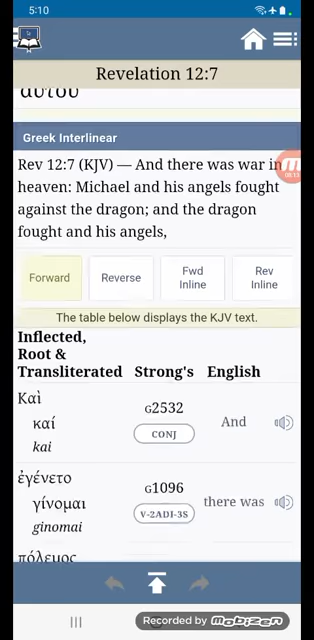 5:10
Revelation 12:7
αὐτοῦ
Greek Interlinear
Rev 12:7 (KJV) — And there was war in
heaven: Michael and his angels fought
against the dragon; and the dragon
fought and his angels,
Forward
Reverse
Fwd
Inline
Rev
Inline
The table below displays the KJV text.
Inflected,
Root &
Transliterated Strong's English
Καὶ
καί
kai
G2532
CONJ
And
ἐγένετο
γίνομαι
ginomai
G1096
V-2ADI-3S
there was
πόλεμος
Recorded by Mobizen